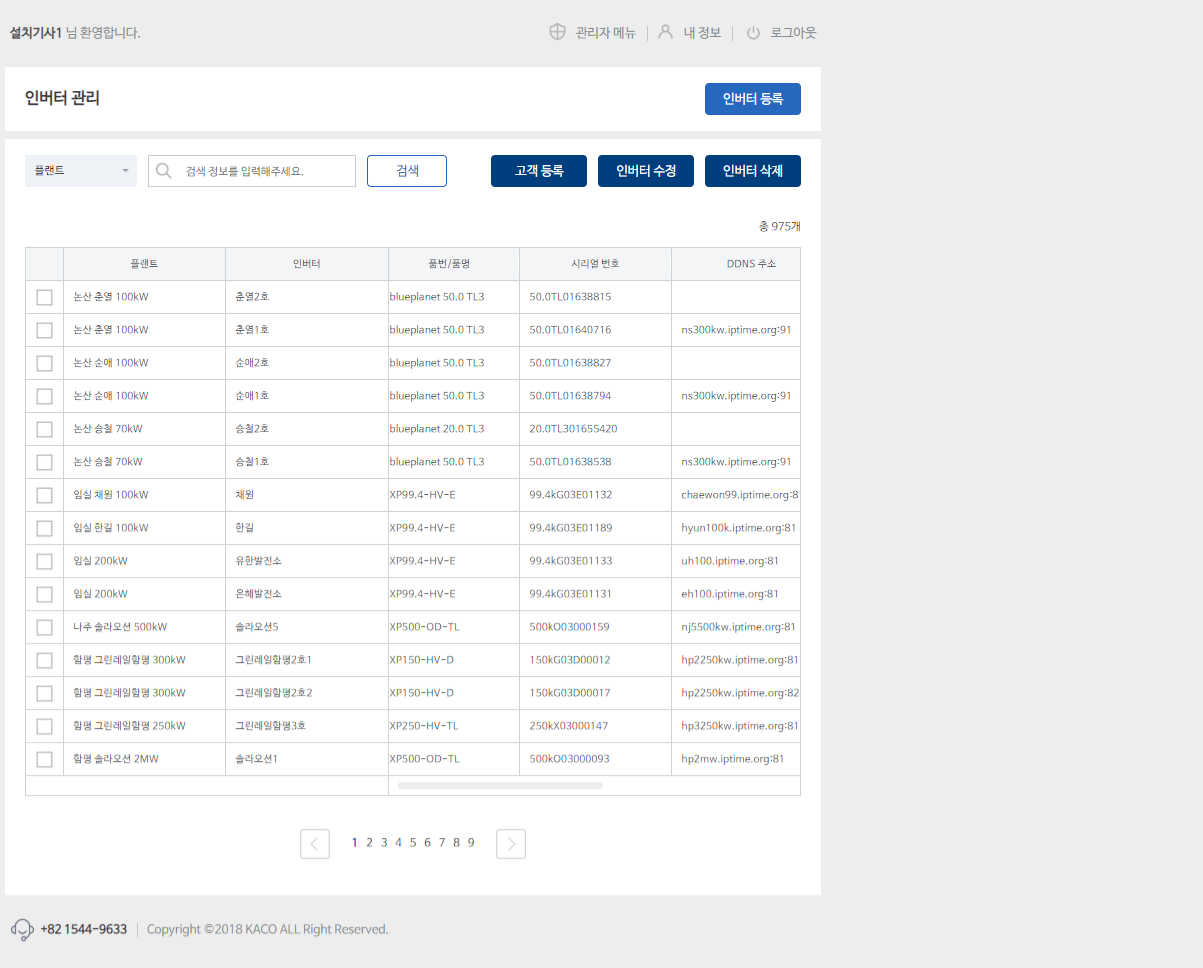 설치기사1 님 환영합니다. 관리자 메뉴 내 정보 로그아웃
인버터 관리 인버터 등록
플랜트 검색 정보를 입력해주세요. 검색 고객 등록 인버터 수정 인버터 삭제
총 975개
플랜트 인버터 품번/품명 시리얼 번호 DDNS 주소
논산 춘열 100kW 춘열2호 blueplanet 50.0 TL3 50.0TL01638815
논산 춘열 100kW 춘열1호 blueplanet 50.0 TL3 50.0TL01640716 ns300kw.iptime.org:91
논산 순애 100kW 순애2호 blueplanet 50.0 TL3 50.0TL01638827
논산 순애 100kW 순애1호 blueplanet 50.0 TL3 50.0TL01638794 ns300kw.iptime.org:91
논산 승철 70kW 승철2호 blueplanet 20.0 TL3 20.0TL301655420
논산 승철 70kW 승철1호 blueplanet 50.0 TL3 50.0TL01638538 ns300kw.iptime.org:91
임실 채원 100kW 채원 XP99.4-HV-E 99.4kG03E01132 chaewon99.iptime.org:8
임실 한길 100kW 한길 XP99.4-HV-E 99.4kG03E01189 hyun100k.iptime.org:81
임실 200kW 유한발전소 XP99.4-HV-E 99.4kG03E01133 uh100.iptime.org:81
임실 200kW 은혜발전소 XP99.4-HV-E 99.4kG03E01131 eh100.iptime.org:81
나주 솔라오션 500kW 솔라오션5 XP500-OD-TL 500kO03000159 nj5500kw.iptime.org:81
함평 그린레일함평 300kW 그린레일함평2호1 XP150-HV-D 150kG03D00012 hp2250kw.iptime.org:81
함평 그린레일함평 300kW 그린레일함평2호2 XP150-HV-D 150kG03D00017 hp2250kw.iptime.org:82
함평 그린레일함평 250kW 그린레일함평3호 XP250-HV-TL 250kX03000147 hp3250kw.iptime.org:81
함평 솔라오션 2MW 솔라오션1 XP500-OD-TL 500kO03000093 hp2mw.iptime.org:81
1 2 3 4 5 6 7 8 9
+82 1544-9633 Copyright ©2018 KACO ALL Right Reserved.